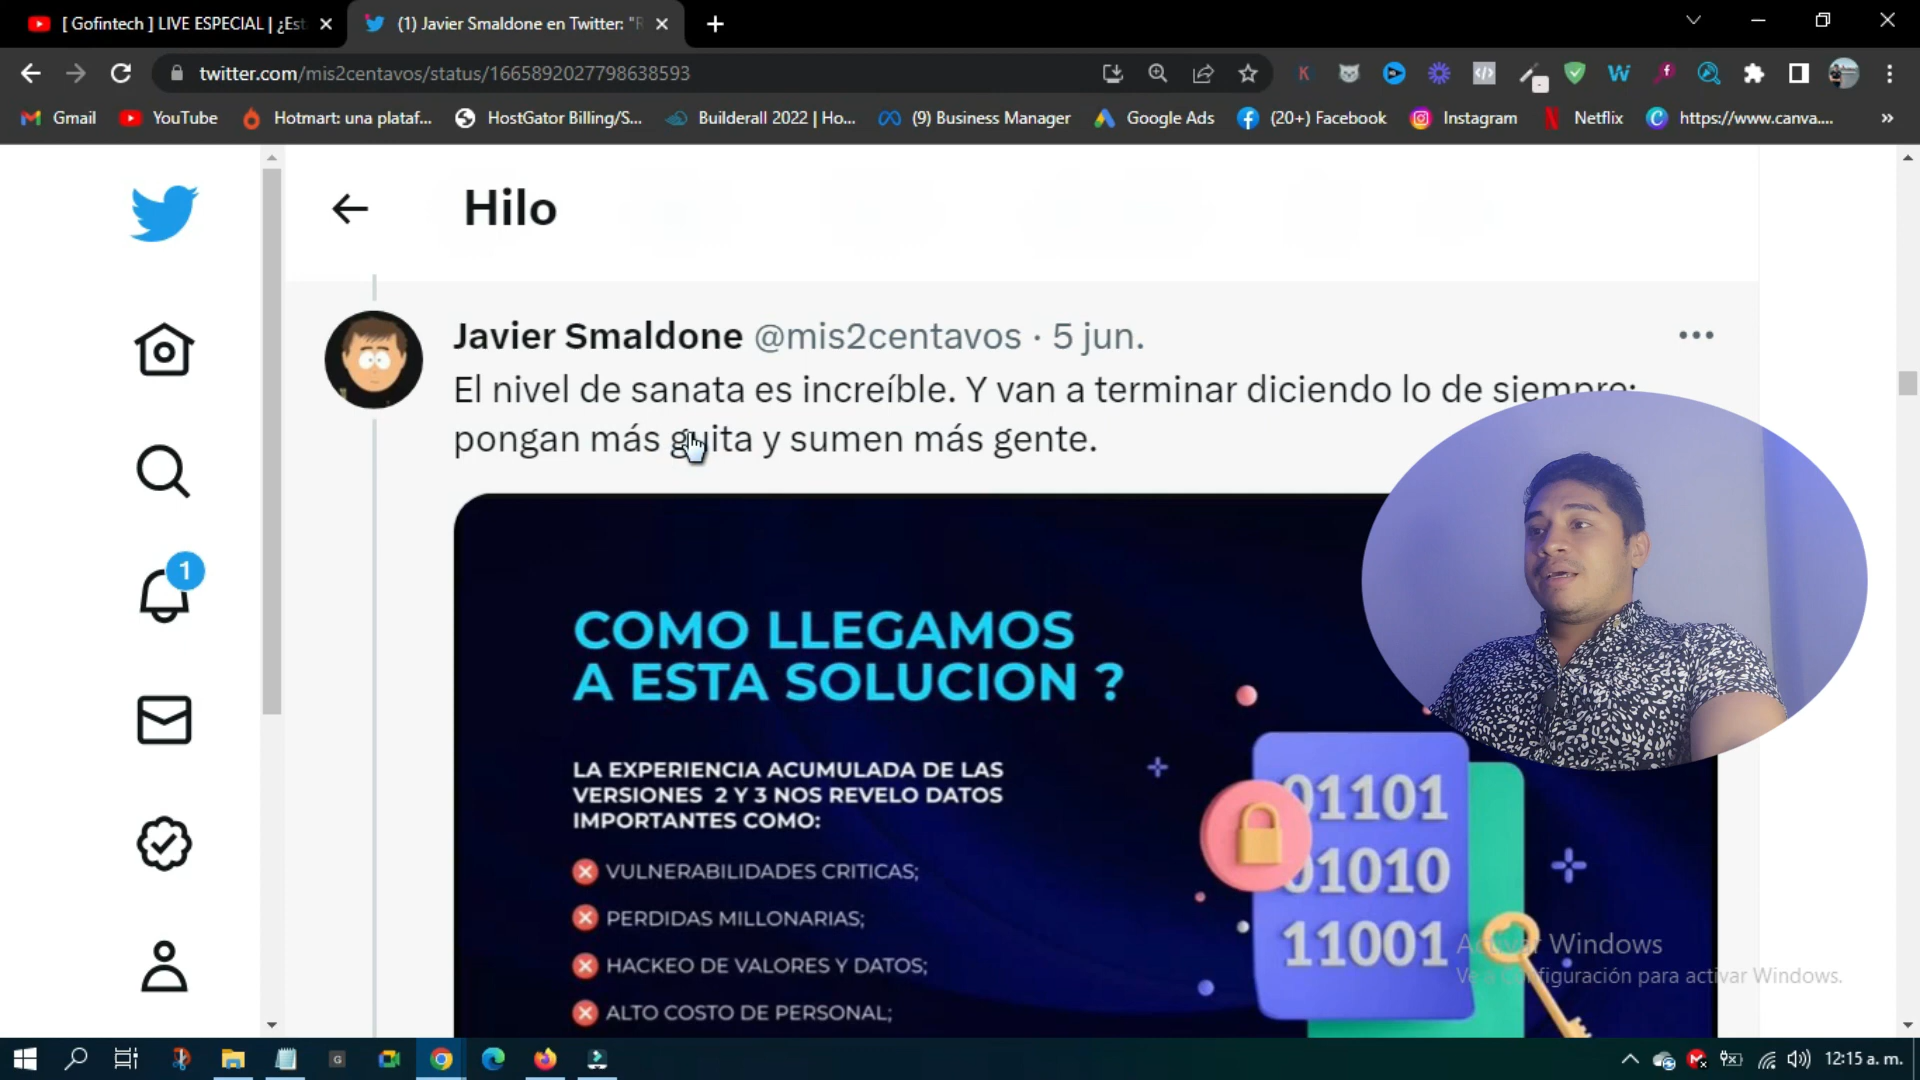 [ Gofintech ] LIVE ESPECIAL | ¿Est
(1) Javier Smaldone en Twitter: "R
twitter.com/mis2centavos/status/1665892027798638593
Gmail
YouTube
Hotmart: una plataf...
HostGator Billing/S...
Builderall 2022 | Ho...
(9) Business Manager
Google Ads
(20+) Facebook
Instagram
Netflix
https://www.canva....
Hilo
Javier Smaldone @mis2centavos · 5 jun.
El nivel de sanata es increíble. Y van a terminar diciendo lo de siempre:
pongan más guita y sumen más gente.
1
COMO LLEGAMOS
A ESTA SOLUCION ?
LA EXPERIENCIA ACUMULADA DE LAS
VERSIONES 2 Y 3 NOS REVELO DATOS
IMPORTANTES COMO:
VULNERABILIDADES CRITICAS;
PERDIDAS MILLONARIAS;
HACKEO DE VALORES Y DATOS;
ALTO COSTO DE PERSONAL;
01101
01010
11001
Activar Windows
Ve a Configuración para activar Windows.
12:15 a. m.